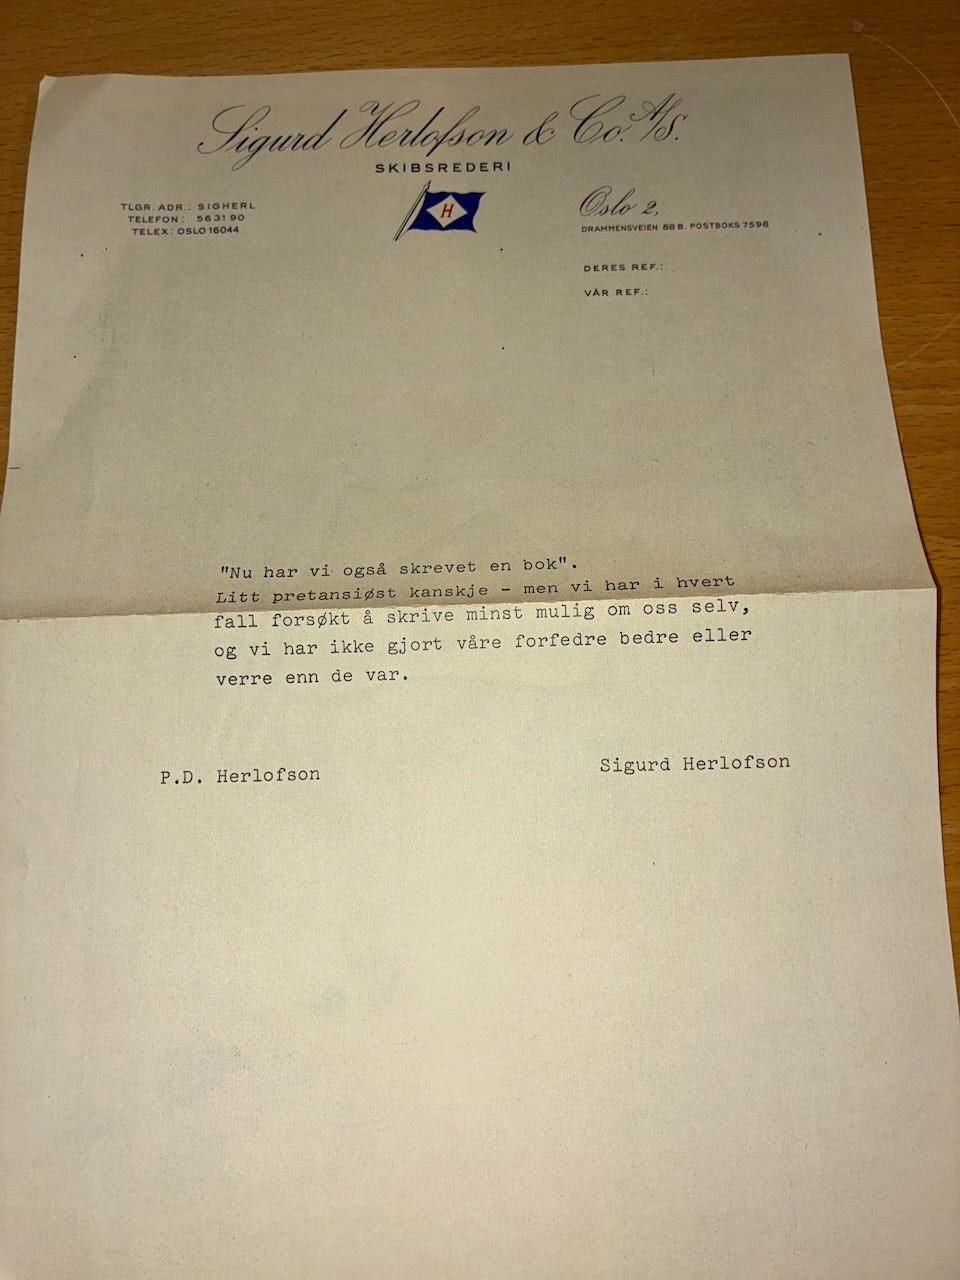 Sigurd Herlofson & Co. A/S.
SKIBSREDERI
TLGR. ADR.: SIGHERL
TELEFON: 56 31 90
TELEX: OSLO 16044
H
Oslo 2,
DRAMMENSVEIEN 88 B. POSTBOKS 7598
DERES REF.:
VÅR REF.:
"Nu har vi også skrevet en bok".
Litt pretansiøst kanskje - men vi har i hvert
fall forsøkt å skrive minst mulig om oss selv,
og vi har ikke gjort våre forfedre bedre eller
verre enn de var.
P.D. Herlofson
Sigurd Herlofson